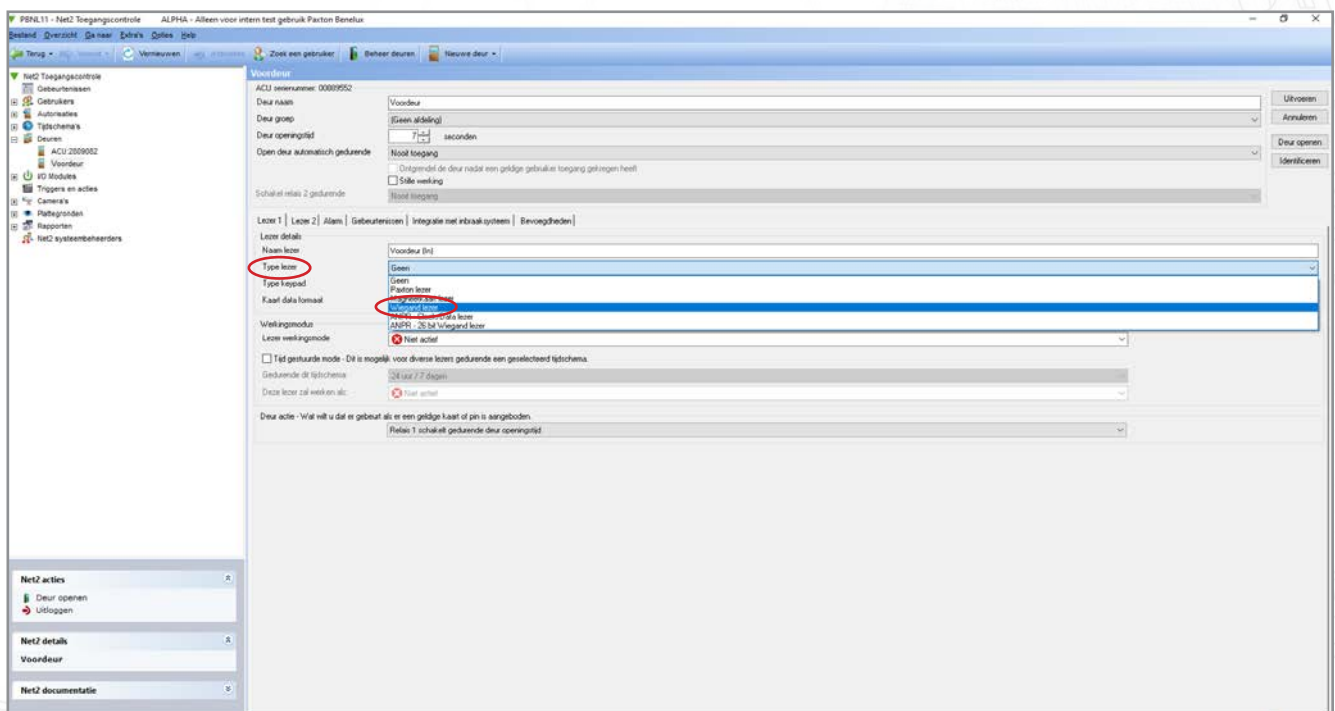 PBNL11 - Net2 Toegangscontrole ALPHA - Alleen voor intern test gebruik Paxton Benelux
Bestand Overzicht Ga naar Extra's Opties Help
Terug Vernieuwen Zoek een gebruiker Beheer deuren Nieuwe deur
Net2 Toegangscontrole
Gebeurtenissen
Gebruikers
Autorisaties
Tijdschema's
Deuren
ACU:2809082
Voordeur
I/O Modules
Triggers en acties
Camera's
Plattegronden
Rapporten
Net2 systeembeheerders
Net2 acties
Deur openen
Uitloggen
Net2 details
Voordeur
Net2 documentatie
Voordeur
ACU serienummer: 00809552
Deur naam Voordeur
Deur groep (Geen afdeling)
Deur openingstijd 7 seconden
Open deur automatisch gedurende Nooit toegang
Ontgrendel de deur nadat een geldige gebruiker toegang gekregen heeft
Stille werking
Schakel relais 2 gedurende Nooit toegang
Lezer 1 Lezer 2 Alarm Gebeurtenissen Integratie met inbraaksysteem Bevoegdheden
Lezer details
Naam lezer Voordeur (In)
Type lezer Geen
Type keypad Geen
Paxton lezer
Kaart data formaat Magneetkaart lezer
Wiegand lezer
ANPR - Clock/Data lezer
ANPR - 26 bit Wiegand lezer
Werkingsmodus
Lezer werkingsmode Niet actief
Tijd gestuurde mode - Dit is mogelijk voor diverse lezers gedurende een geselecteerd tijdschema.
Gedurende dit tijdschema: 24 uur / 7 dagen
Deze lezer zal werken als: Niet actief
Deur actie - Wat wilt u dat er gebeurt als er een geldige kaart of pin is aangeboden.
Relais 1 schakelt gedurende deur openingstijd
Uitvoeren
Annuleren
Deur openen
Identificeren